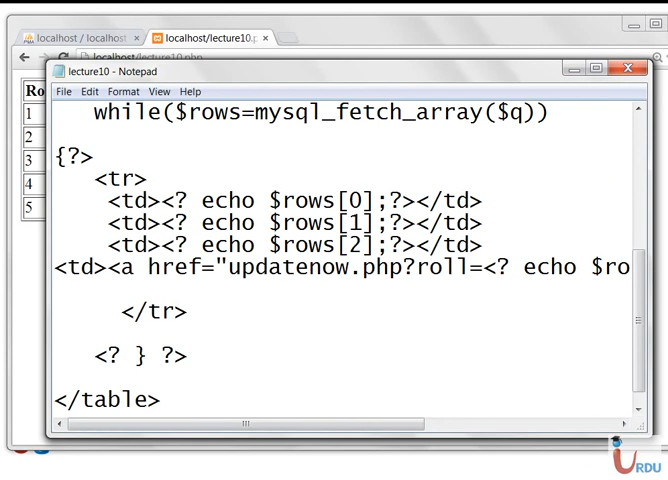 localhost / localhost
localhost/lecture10.p
localhost/lecture10.php
lecture10 - Notepad
File Edit Format View Help
Ro
1
2
3
4
5
while($rows=mysql_fetch_array($q))
{?>
<tr>
<td><? echo $rows[0];?></td>
<td><? echo $rows[1];?></td>
<td><? echo $rows[2];?></td>
<td><a href="updatenow.php?roll=<? echo $ro
</tr>
<? } ?>
</table>
URDU